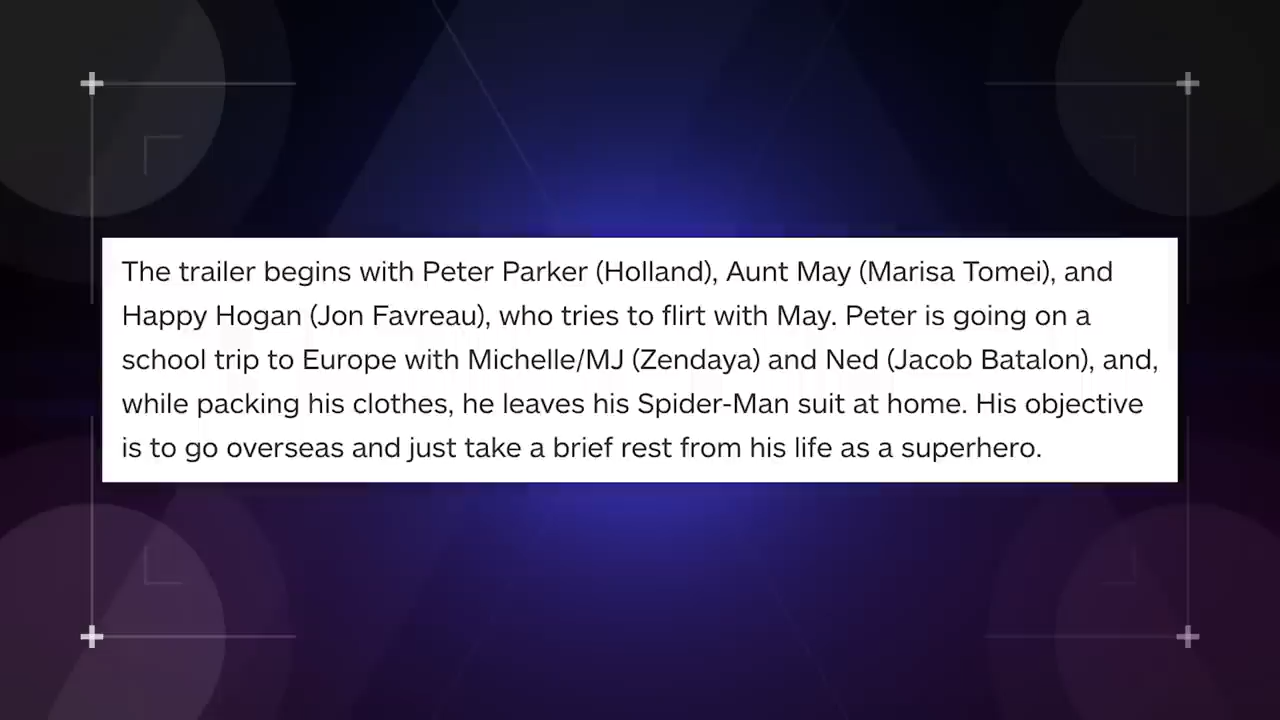 The trailer begins with Peter Parker (Holland), Aunt May (Marisa Tomei), and
Happy Hogan (Jon Favreau), who tries to flirt with May. Peter is going on a
school trip to Europe with Michelle/MJ (Zendaya) and Ned (Jacob Batalon), and,
while packing his clothes, he leaves his Spider-Man suit at home. His objective
is to go overseas and just take a brief rest from his life as a superhero.